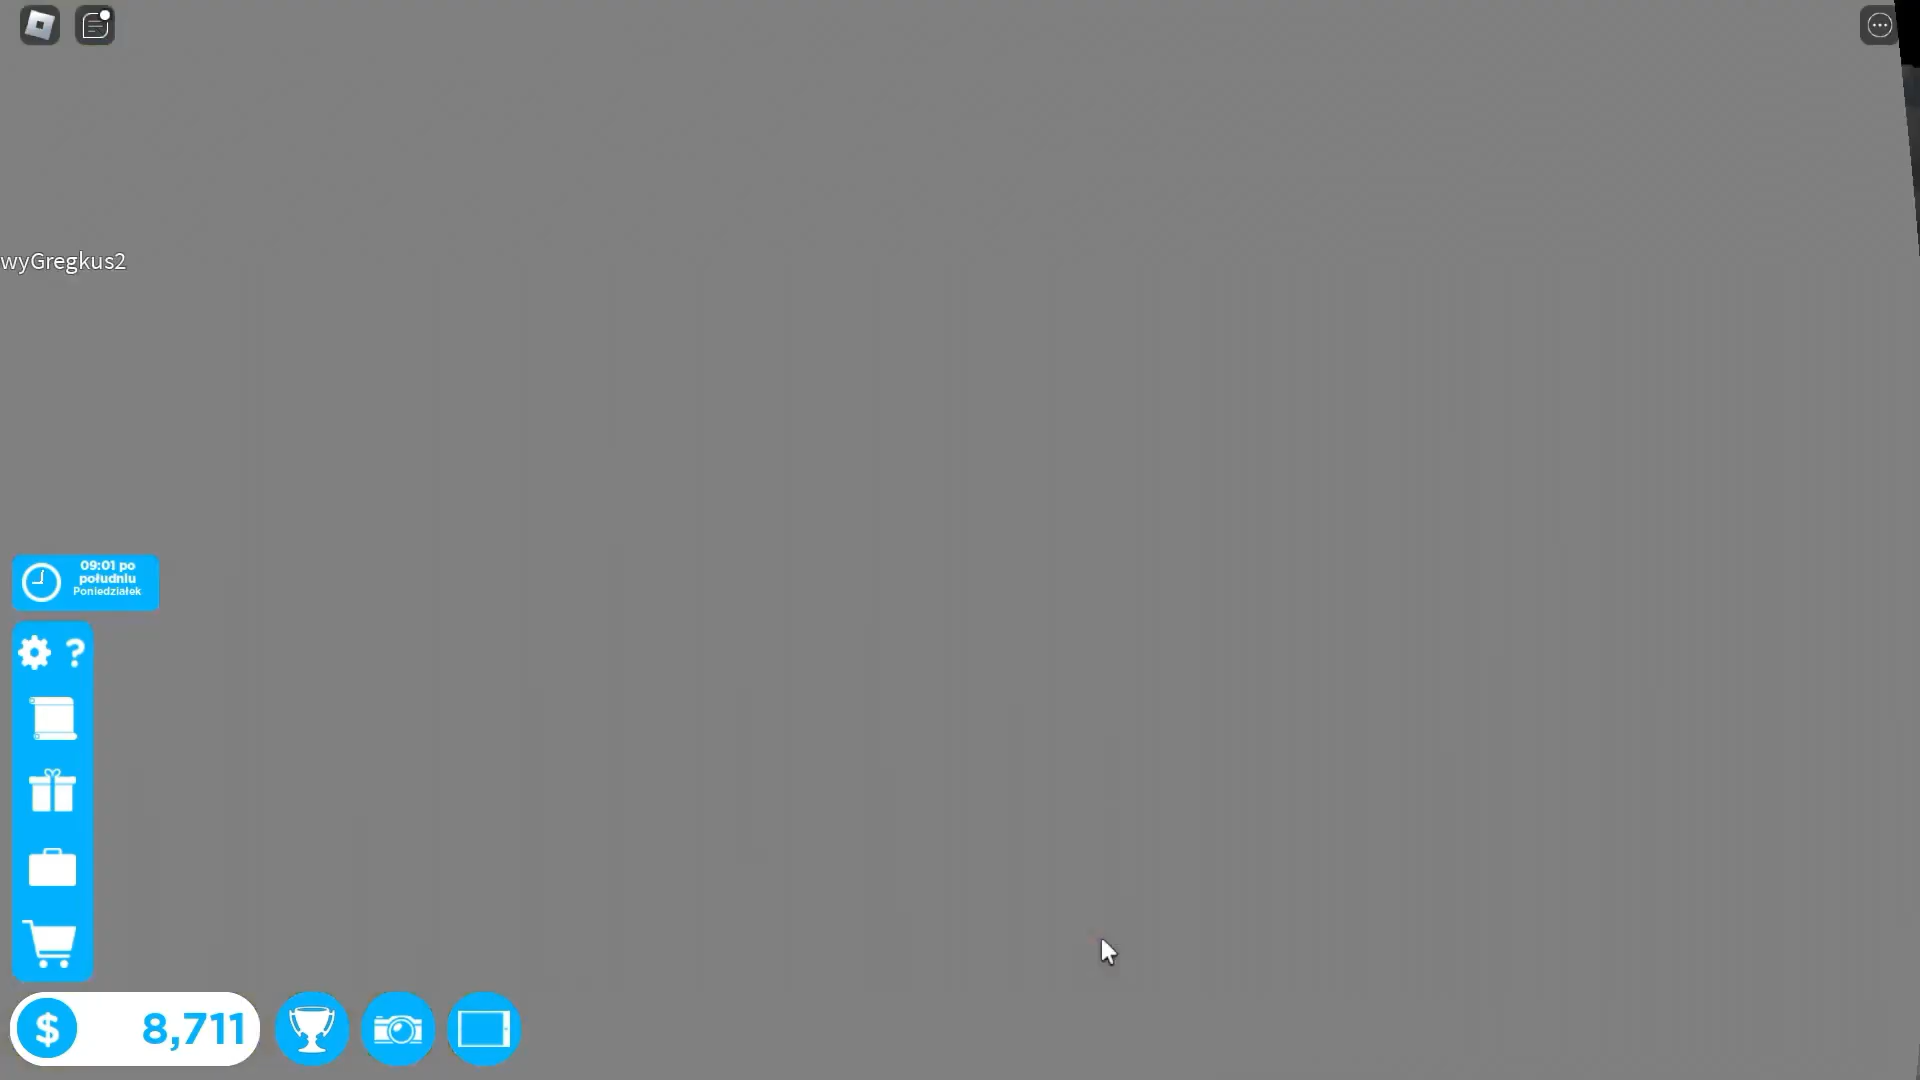 wyGregkus2
09:01 po
południu
Poniedziałek
?
$ 8,711